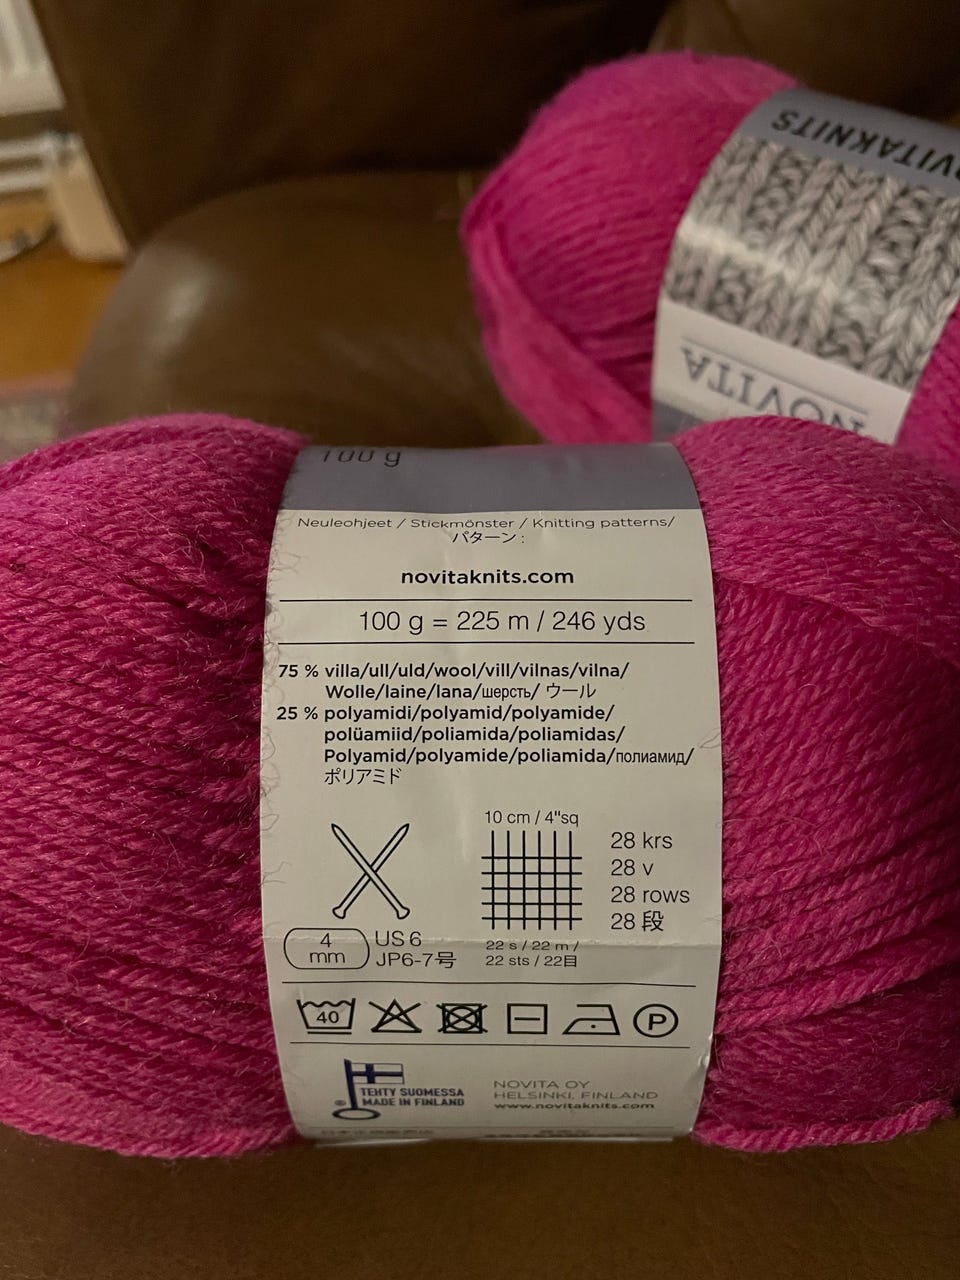 OVITAKNITS
NOVITA
100 g
Neuleohjeet / Stickmönster / Knitting patterns/
パターン :
novitaknits.com
100 g = 225 m / 246 yds
75 % villa/ull/uld/wool/vill/vilnas/vilna/
Wolle/laine/lana/шерсть/ ウール
25 % polyamidi/polyamid/polyamide/
polüamiid/poliamida/poliamidas/
Polyamid/polyamide/poliamida/полиамид/
ポリアミド
10 cm / 4"sq
28 krs
28 v
28 rows
28 段
4
mm
US 6
JP6-7号
22 s / 22 m /
22 sts / 22目
40
P
® TEHTY SUOMESSA
MADE IN FINLAND
NOVITA OY
HELSINKI, FINLAND
www.novitaknits.com